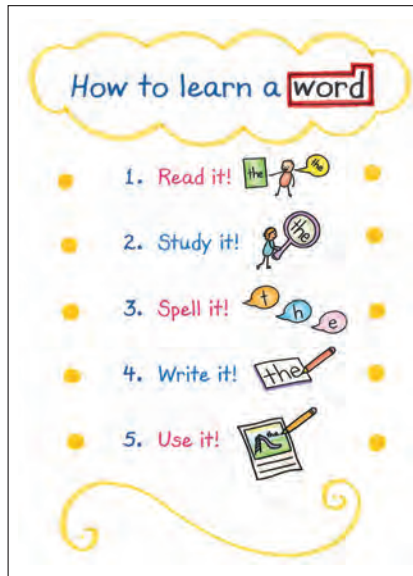 How to learn a word
1. Read it! the the
2. Study it! the
3. Spell it! t h e
4. Write it! the
5. Use it! the